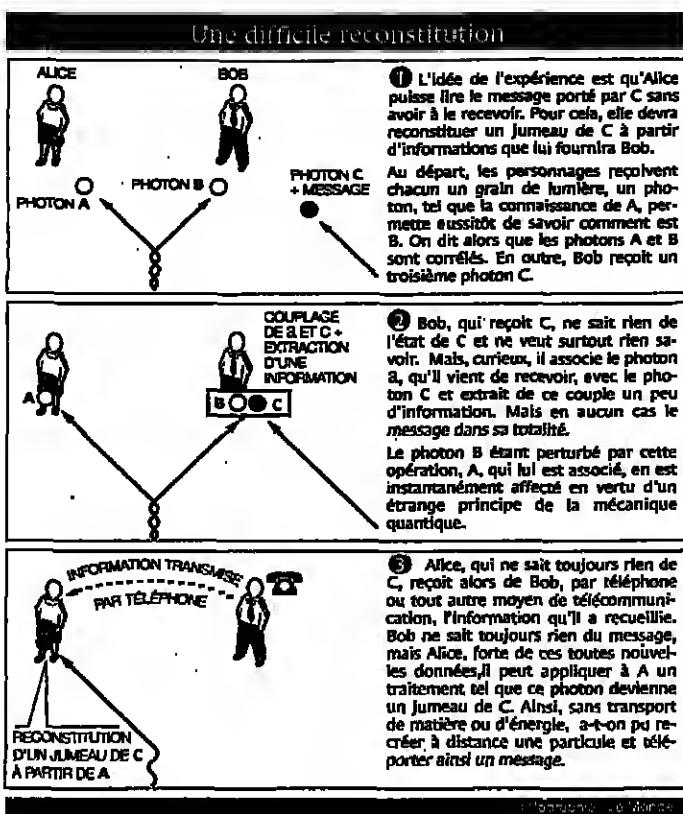 Une difficile reconstitution
ALICE
BOB
PHOTON A
PHOTON B
PHOTON C
+ MESSAGE
❶ L'idée de l'expérience est qu'Alice
puisse lire le message porté par C sans
avoir à le recevoir. Pour cela, elle devra
reconstituer un jumeau de C à partir
d'informations que lui fournira Bob.
Au départ, les personnages reçoivent
chacun un grain de lumière, un pho-
ton, tel que la connaissance de A, per-
mette aussitôt de savoir comment est
B. On dit alors que les photons A et B
sont corrélés. En outre, Bob reçoit un
troisième photon C.
COUPLAGE
DE B ET C +
EXTRACTION
D'UNE
INFORMATION
A
B
C
❷ Bob, qui reçoit C, ne sait rien de
l'état de C et ne veut surtout rien sa-
voir. Mais, curieux, il associe le photon
B, qu'il vient de recevoir, avec le pho-
ton C et extrait de ce couple un peu
d'information. Mais en aucun cas le
message dans sa totalité.
Le photon B étant perturbé par cette
opération, A, qui lui est associé, en est
instantanément affecté en vertu d'un
étrange principe de la mécanique
quantique.
INFORMATION TRANSMISE
PAR TÉLÉPHONE
RECONSTITUTION
D'UN JUMEAU DE C
À PARTIR DE A
❸ Alice, qui ne sait toujours rien de
C, reçoit alors de Bob, par téléphone
ou tout autre moyen de télécommuni-
cation, l'information qu'il a recueillie.
Bob ne sait toujours rien du message,
mais Alice, forte de ces toutes nouvel-
les données,il peut appliquer à A un
traitement tel que ce photon devienne
un jumeau de C. Ainsi, sans transport
de matière ou d'énergie, a-t-on pu re-
créer à distance une particule et télé-
porter ainsi un message.
Le Monde